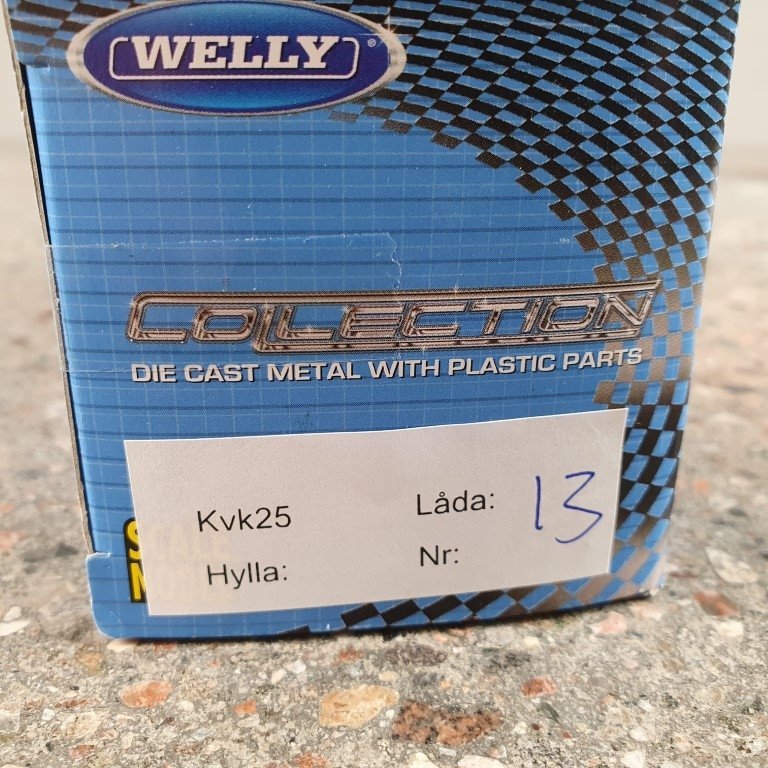 WELLY®
COLLECTION
DIE CAST METAL WITH PLASTIC PARTS
Kvk25 Låda: 13
Hylla: Nr: